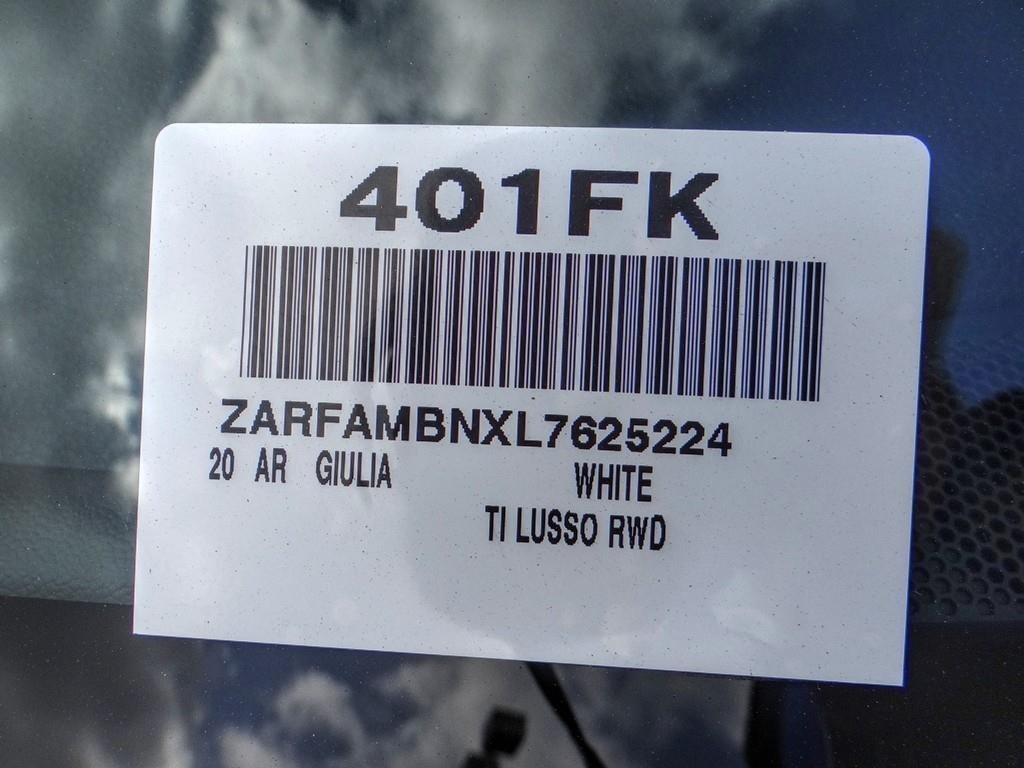 401FK
ZARFAMBNXL7625224
20 AR GIULIA WHITE
TI LUSSO RWD